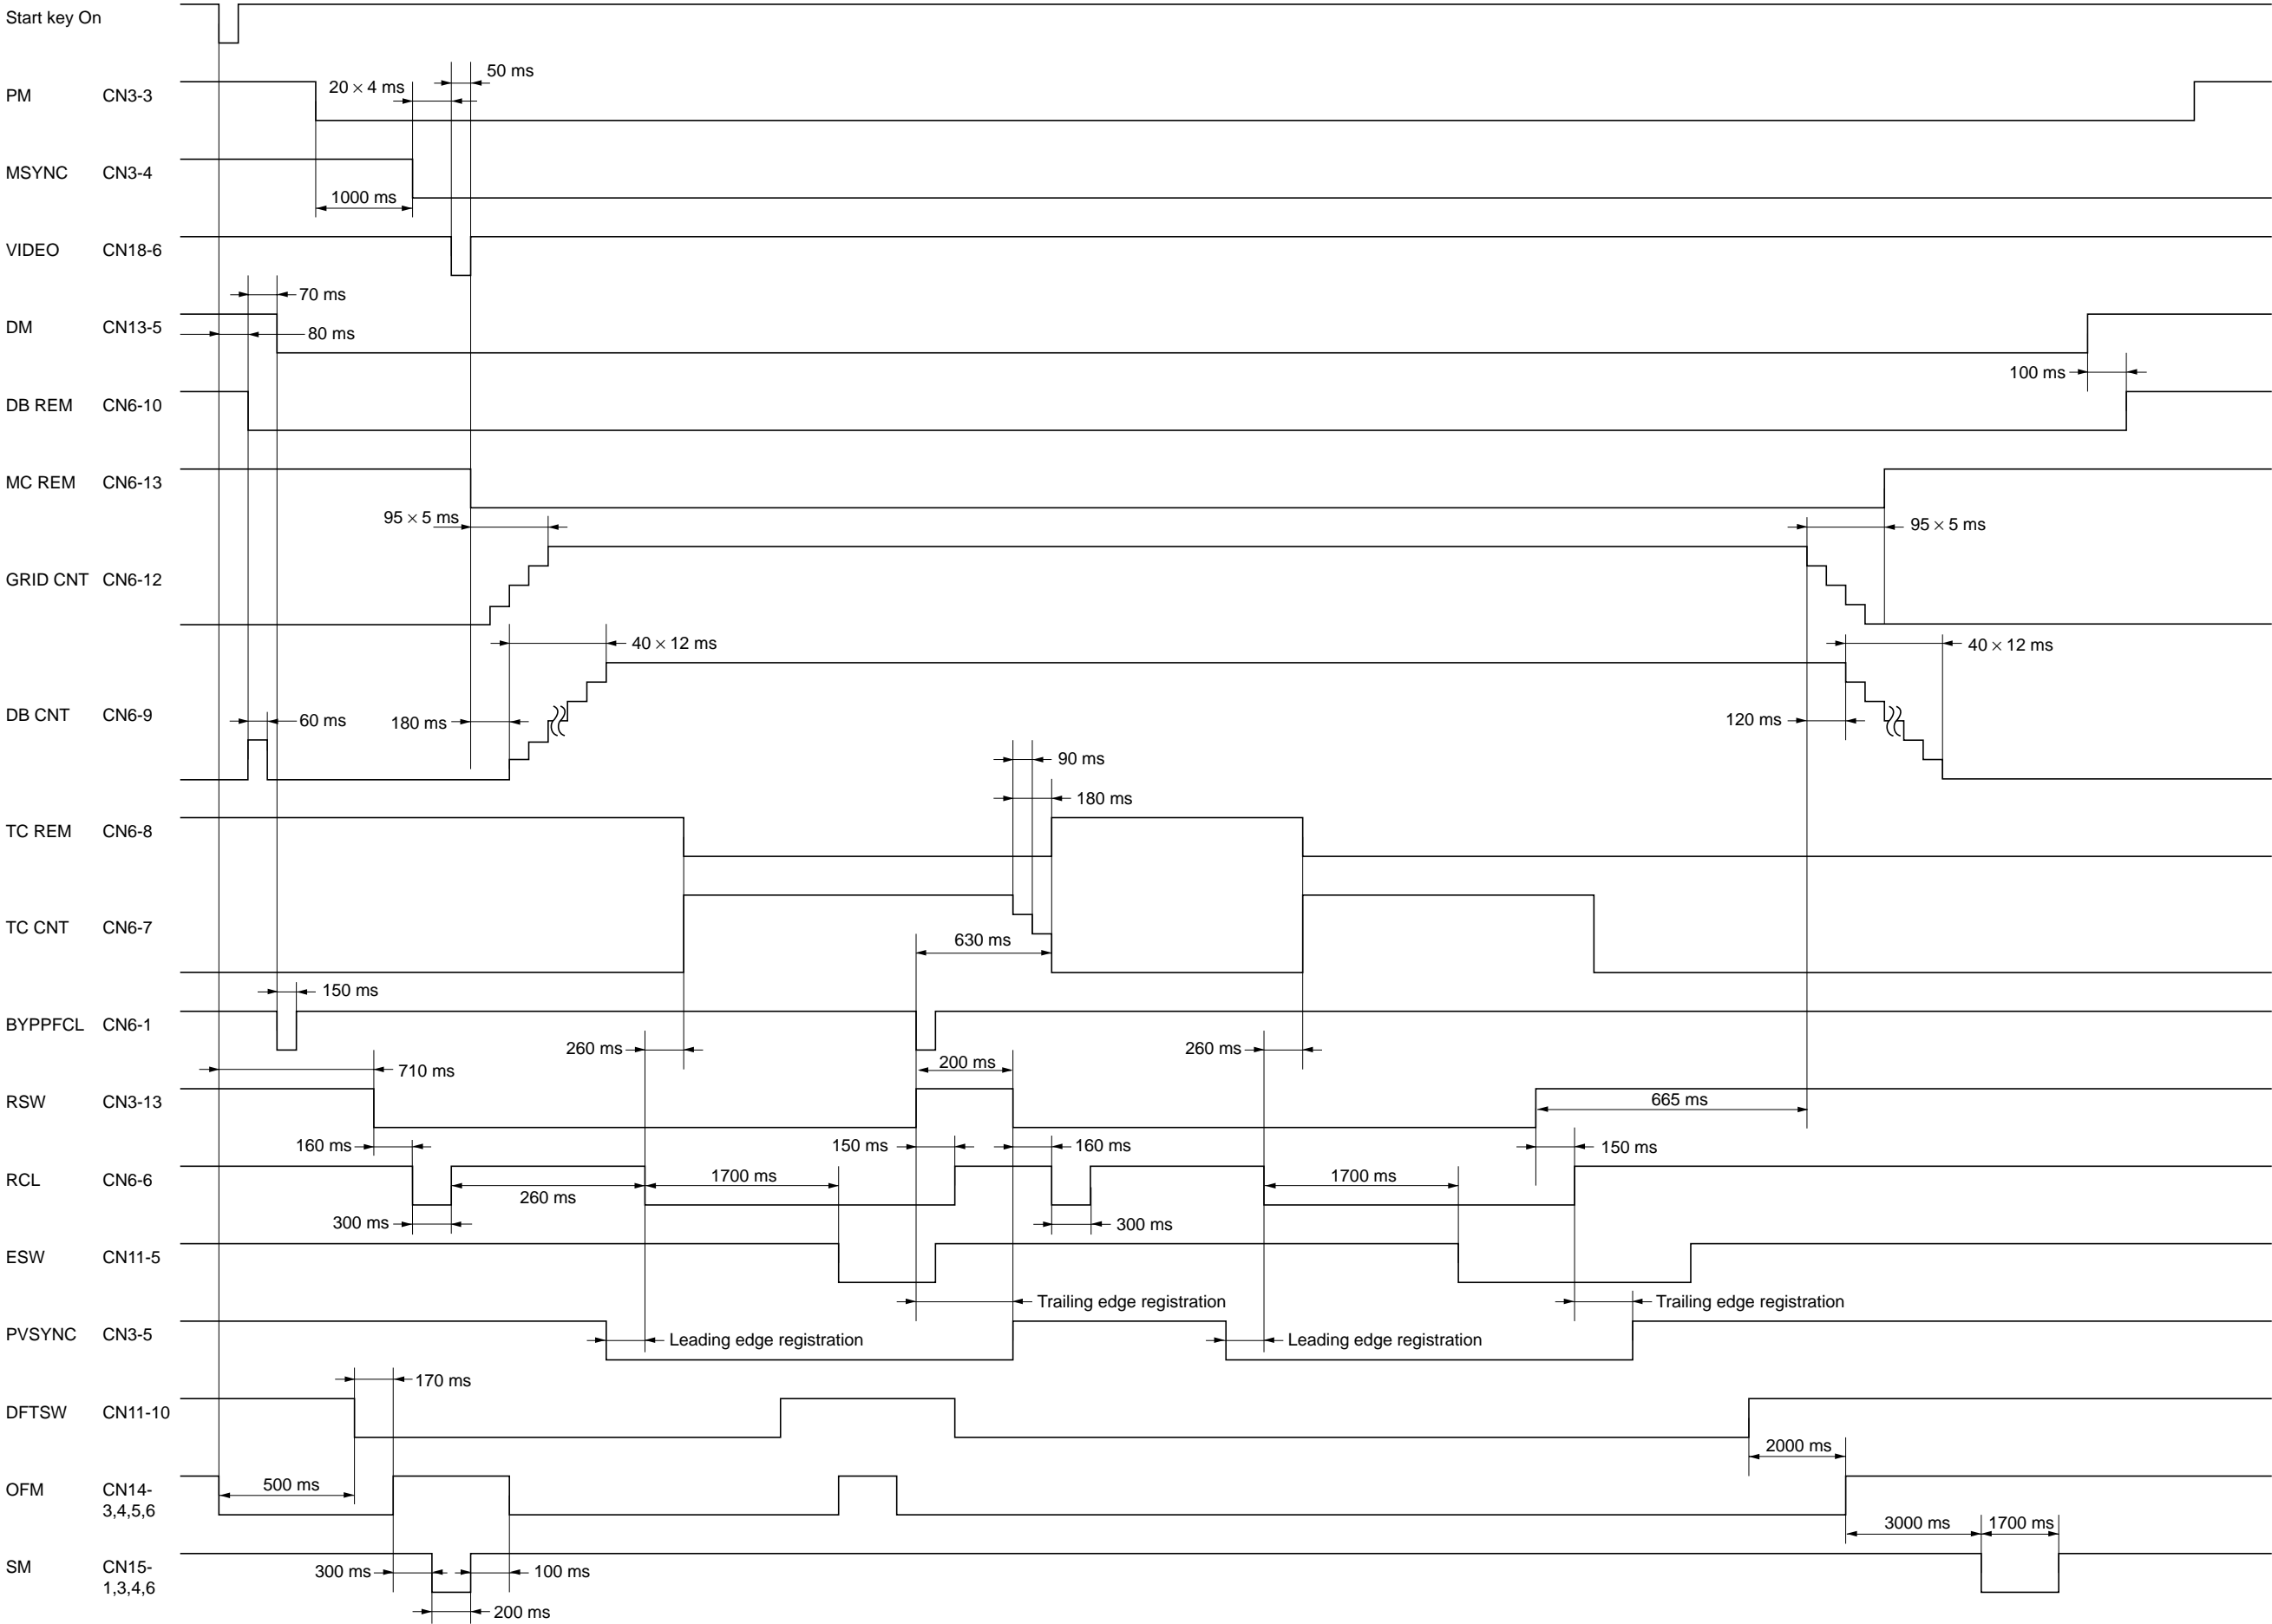 Start key On
50 ms
20 × 4 ms
PM CN3-3
MSYNC CN3-4
1000 ms
VIDEO CN18-6
70 ms
DM CN13-5
80 ms
100 ms
DB REM CN6-10
MC REM CN6-13
95 × 5 ms
95 × 5 ms
GRID CNT CN6-12
40 × 12 ms
40 × 12 ms
DB CNT CN6-9
60 ms
180 ms
120 ms
90 ms
180 ms
TC REM CN6-8
TC CNT CN6-7
630 ms
150 ms
BYPPFCL CN6-1
260 ms
260 ms
200 ms
710 ms
RSW CN3-13
665 ms
160 ms
150 ms
160 ms
150 ms
RCL CN6-6
260 ms
1700 ms
1700 ms
300 ms
300 ms
ESW CN11-5
Trailing edge registration
Trailing edge registration
PVSYNC CN3-5
Leading edge registration
Leading edge registration
170 ms
DFTSW CN11-10
2000 ms
OFM CN14-
3,4,5,6
500 ms
3000 ms
1700 ms
SM CN15-
1,3,4,6
300 ms
100 ms
200 ms